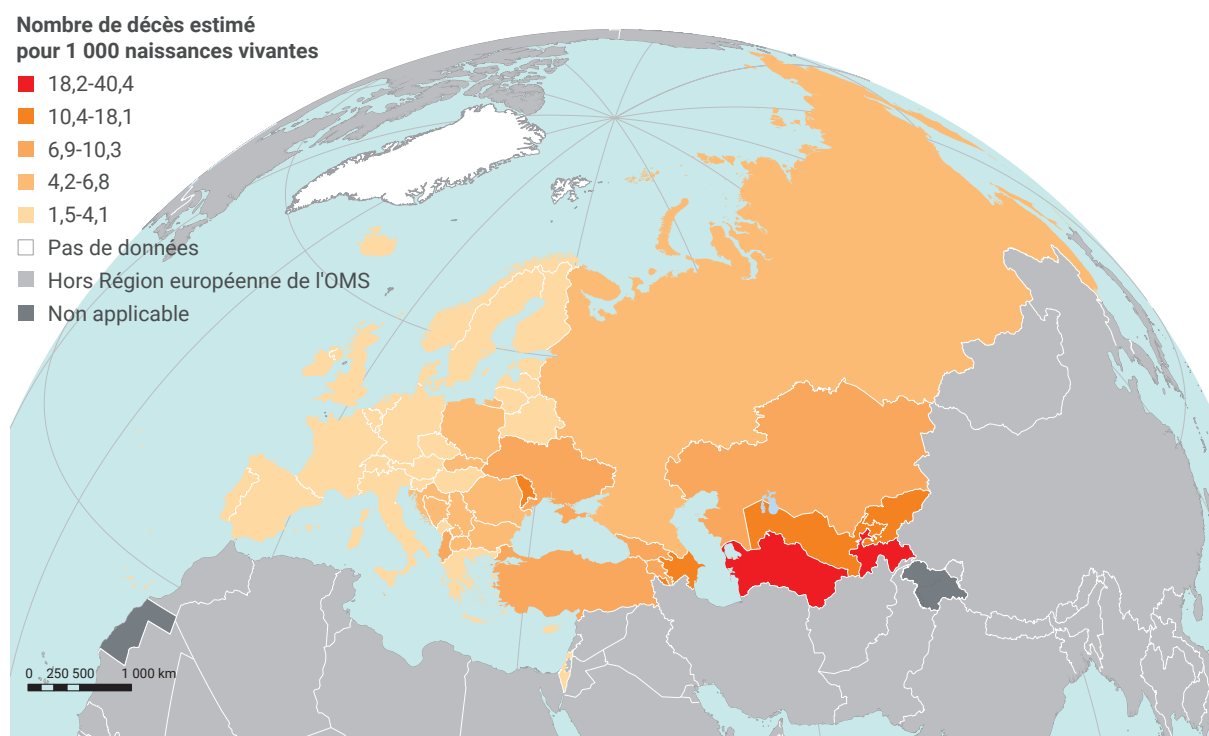 Nombre de décès estimé
pour 1 000 naissances vivantes
18,2-40,4
10,4-18,1
6,9-10,3
4,2-6,8
1,5-4,1
Pas de données
Hors Région européenne de l'OMS
Non applicable
0 250 500 1 000 km